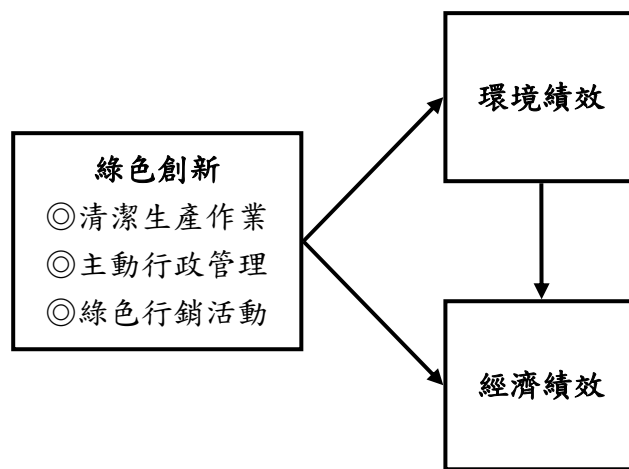 環境績效
綠色創新
◎清潔生產作業
◎主動行政管理
◎綠色行銷活動
經濟績效